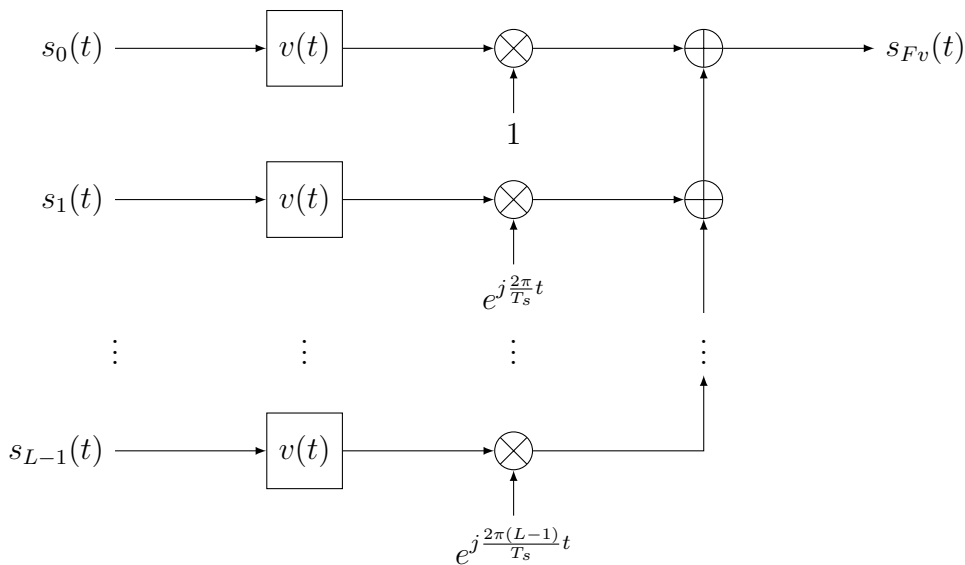 s_0(t) v(t) s_{Fv}(t)
1
s_1(t) v(t)
e^{j\frac{2\pi}{T_s}t}
⋮ ⋮ ⋮ ⋮
s_{L-1}(t) v(t)
e^{j\frac{2\pi(L-1)}{T_s}t}